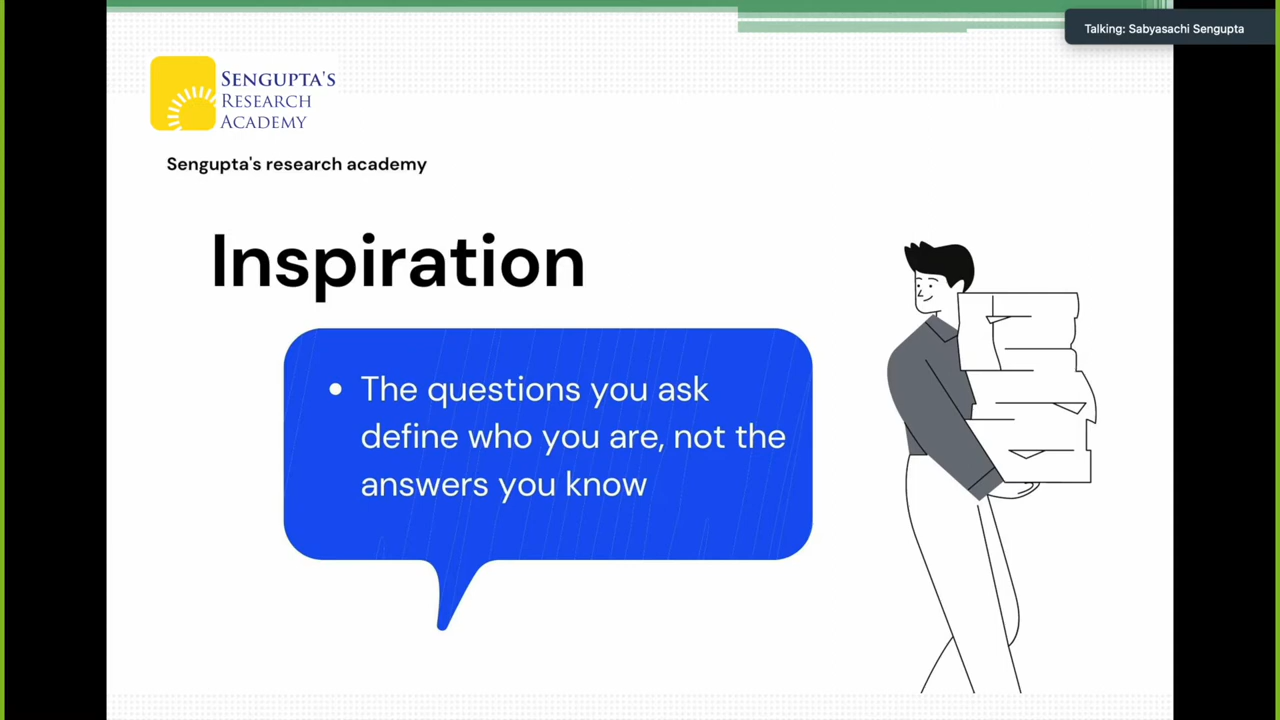 Talking: Sabyasachi Sengupta
SENGUPTA'S
RESEARCH
ACADEMY
Sengupta's research academy
Inspiration
• The questions you ask
define who you are, not the
answers you know